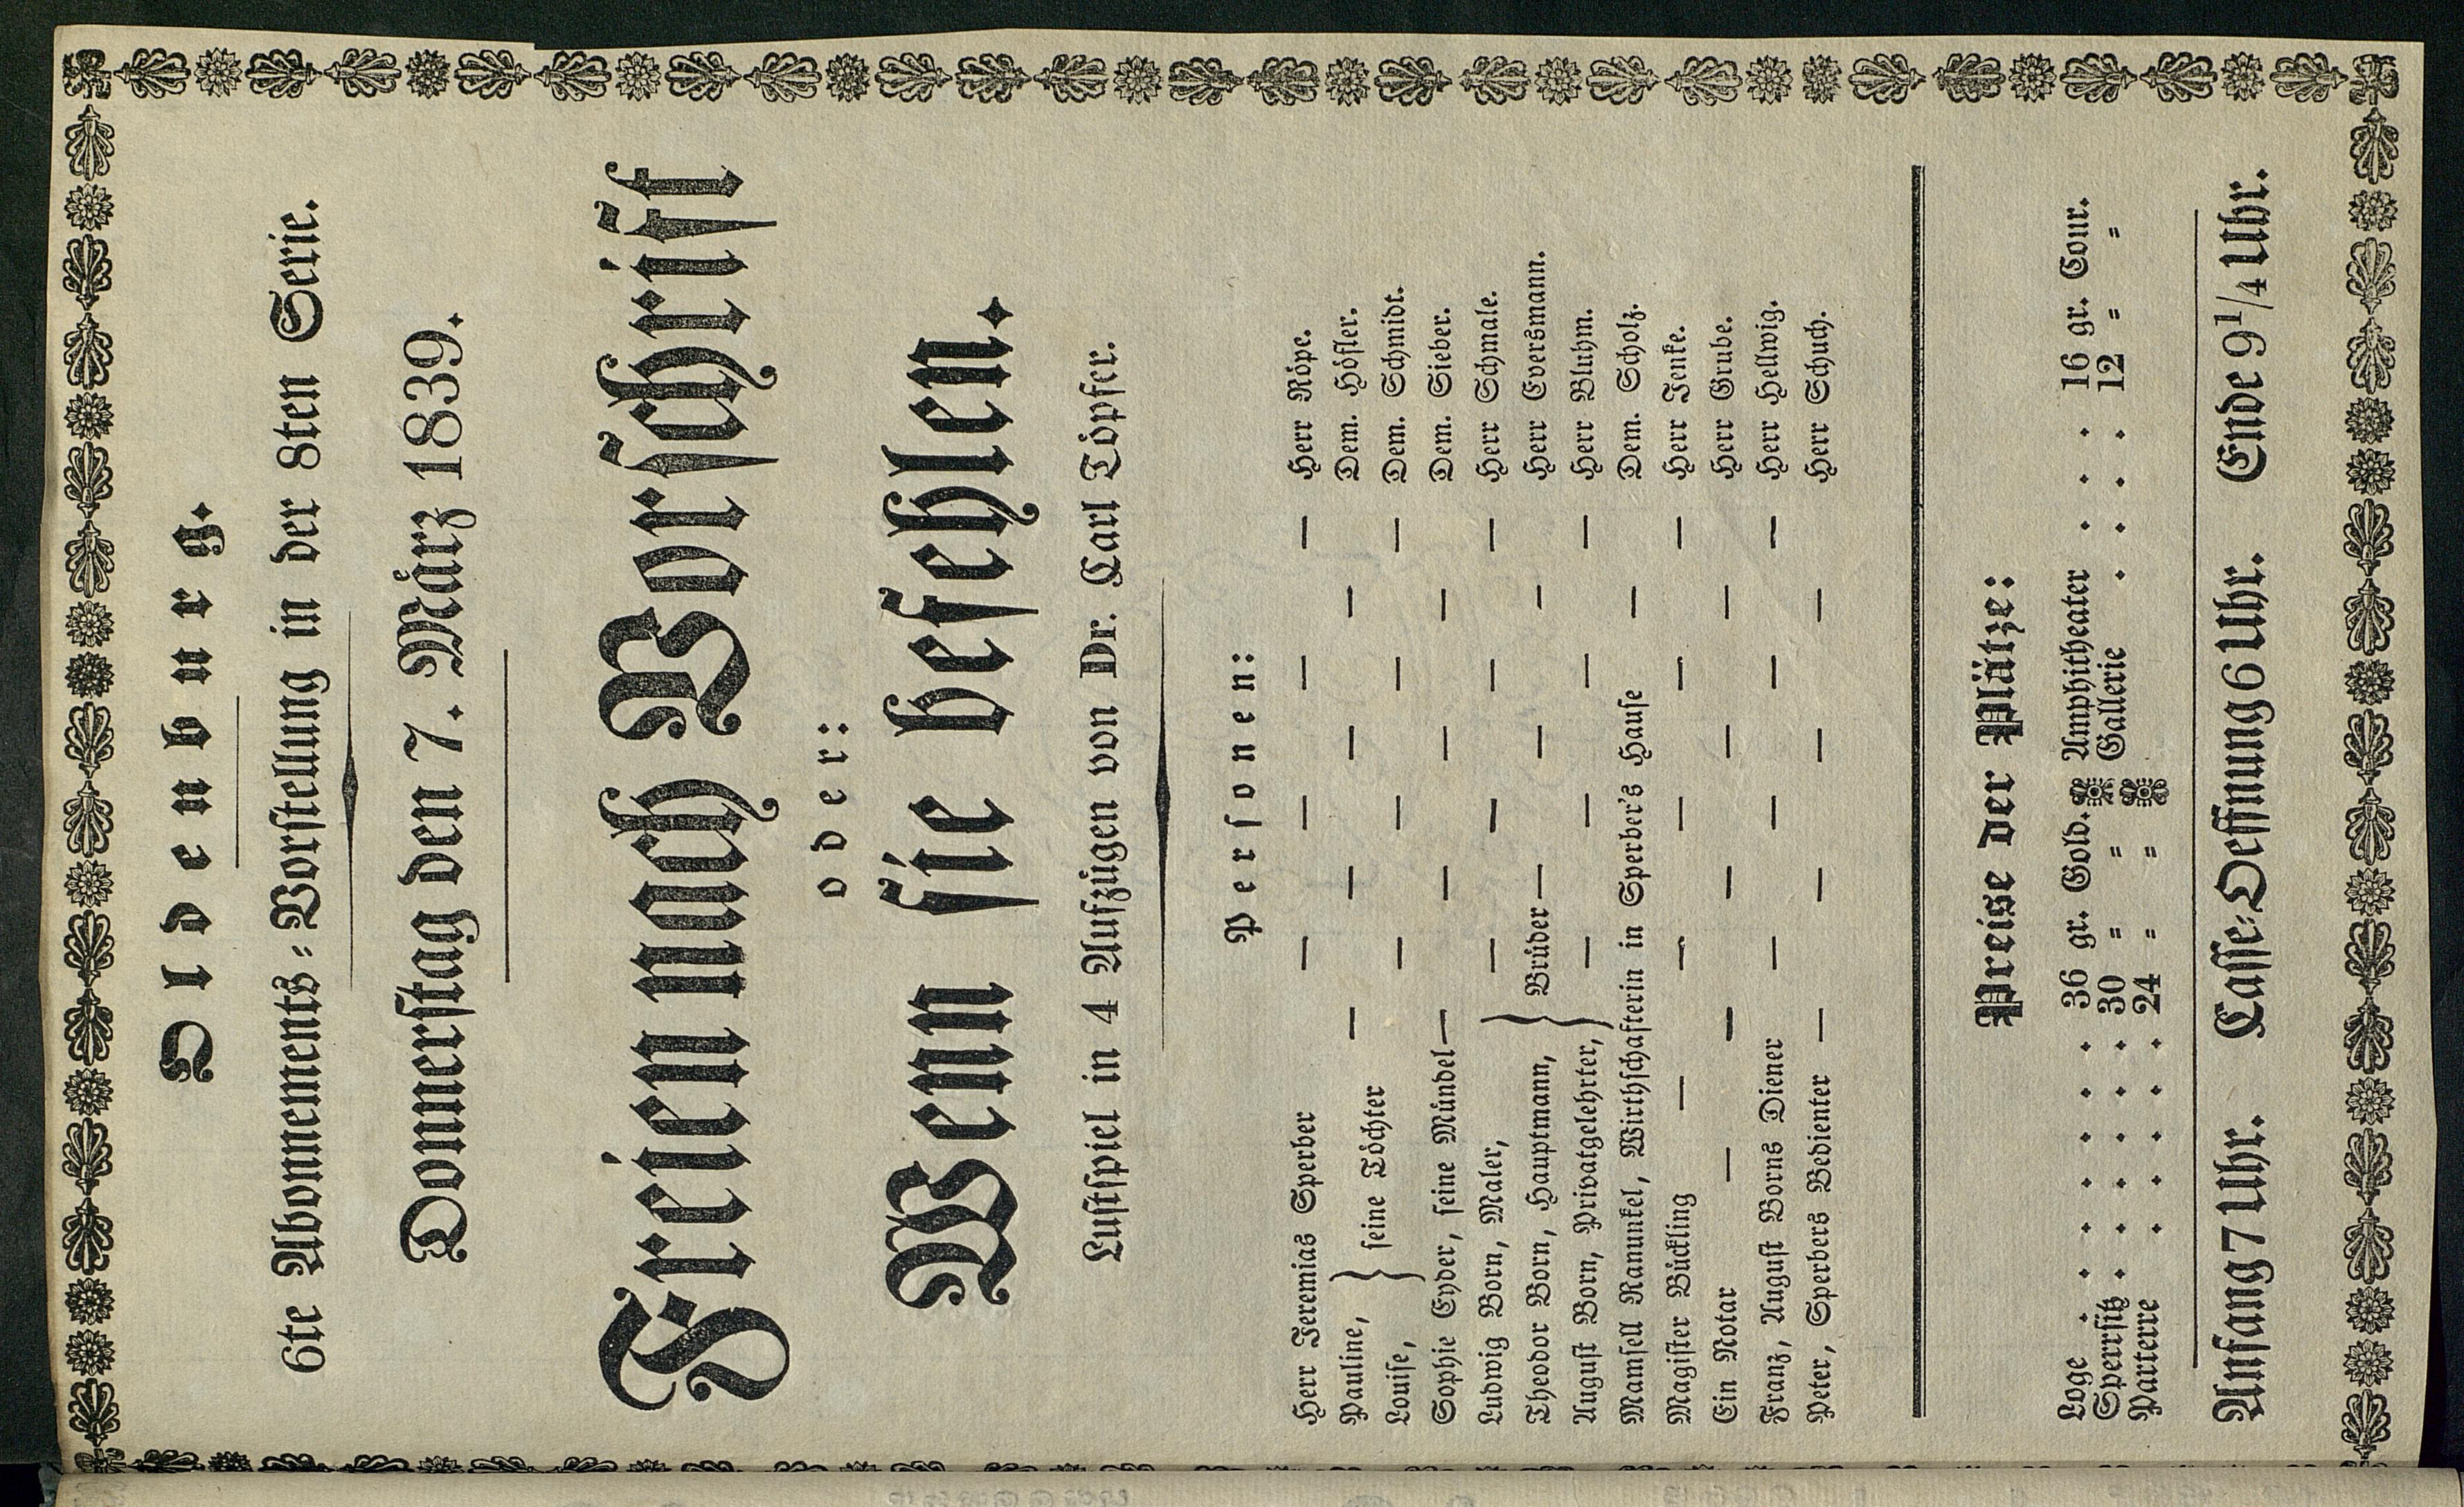 Oldenburg.
6te Abonnements-Vorstellung in der 8ten Serie.
Donnerstag den 7. März 1839.
Freien nach Vorschrift
oder:
Wenn sie befehlen.
Lustspiel in 4 Aufzügen von Dr. Carl Töpfer.
Personen:
Herr Jeremias Sperber — — — — Herr Röpe.
Pauline, } seine Töchter — — — — Dem. Höfler.
Louise, — — — — Dem. Schmidt.
Sophie Eyder, seine Mündel — — — — Dem. Sieber.
Ludwig Born, Maler, — — — — Herr Schmale.
Theodor Born, Hauptmann, } Brüder — — — Herr Eversmann.
August Born, Privatgelehrter, — — — — Herr Bluhm.
Mamsell Ranunkel, Wirthschafterin in Sperber's Hause — Dem. Scholz.
Magister Bückling — — — — — Herr Jenke.
Ein Notar — — — — — Herr Grube.
Franz, August Borns Diener — — — — Herr Hellwig.
Peter, Sperbers Bedienter — — — — Herr Schuch.
Preise der Plätze:
Loge . . . . . 36 gr. Gold. Amphitheater . . . 16 gr. Cour.
Sperrsitz . . . . 30 = = Gallerie . . . 12 = =
Parterre . . . . 24 = =
Anfang 7 Uhr. Casse-Oeffnung 6 Uhr. Ende 9 1/4 Uhr.